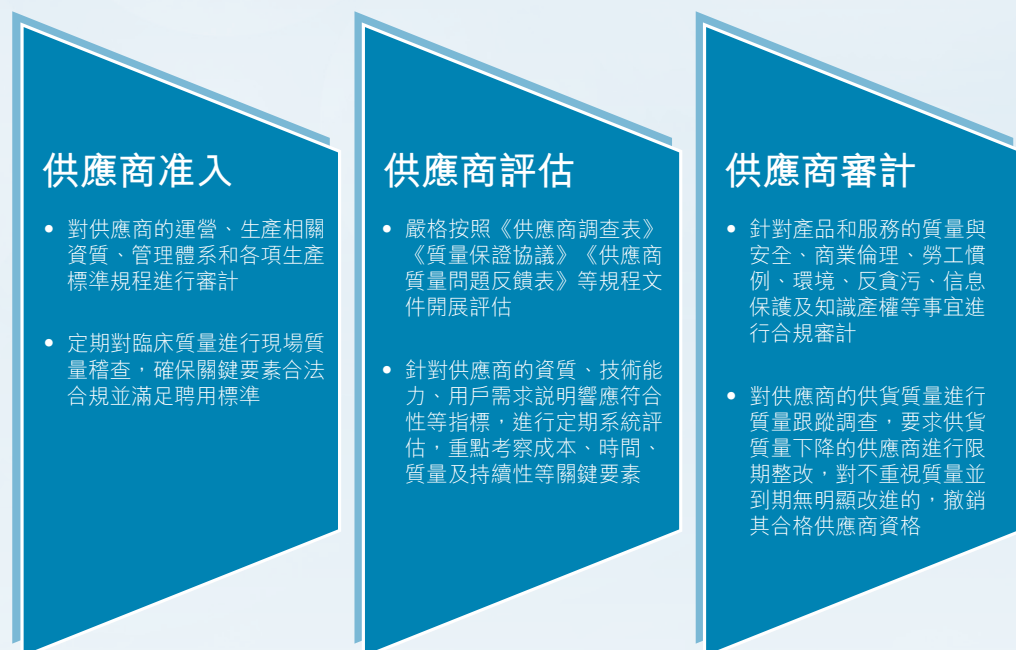 供應商准入
• 對供應商的運營、生產相關
資質、管理體系和各項生產
標準規程進行審計
• 定期對臨床質量進行現場質
量稽查，確保關鍵要素合法
合規並滿足聘用標準
供應商評估
• 嚴格按照《供應商調查表》
《質量保證協議》《供應商
質量問題反饋表》等規程文
件開展評估
• 針對供應商的資質、技術能
力、用戶需求説明響應符合
性等指標，進行定期系統評
估，重點考察成本、時間、
質量及持續性等關鍵要素
供應商審計
• 針對產品和服務的質量與
安全、商業倫理、勞工慣
例、環境、反貪污、信息
保護及知識產權等事宜進
行合規審計
• 對供應商的供貨質量進行
質量跟蹤調查，要求供貨
質量下降的供應商進行限
期整改，對不重視質量並
到期無明顯改進的，撤銷
其合格供應商資格